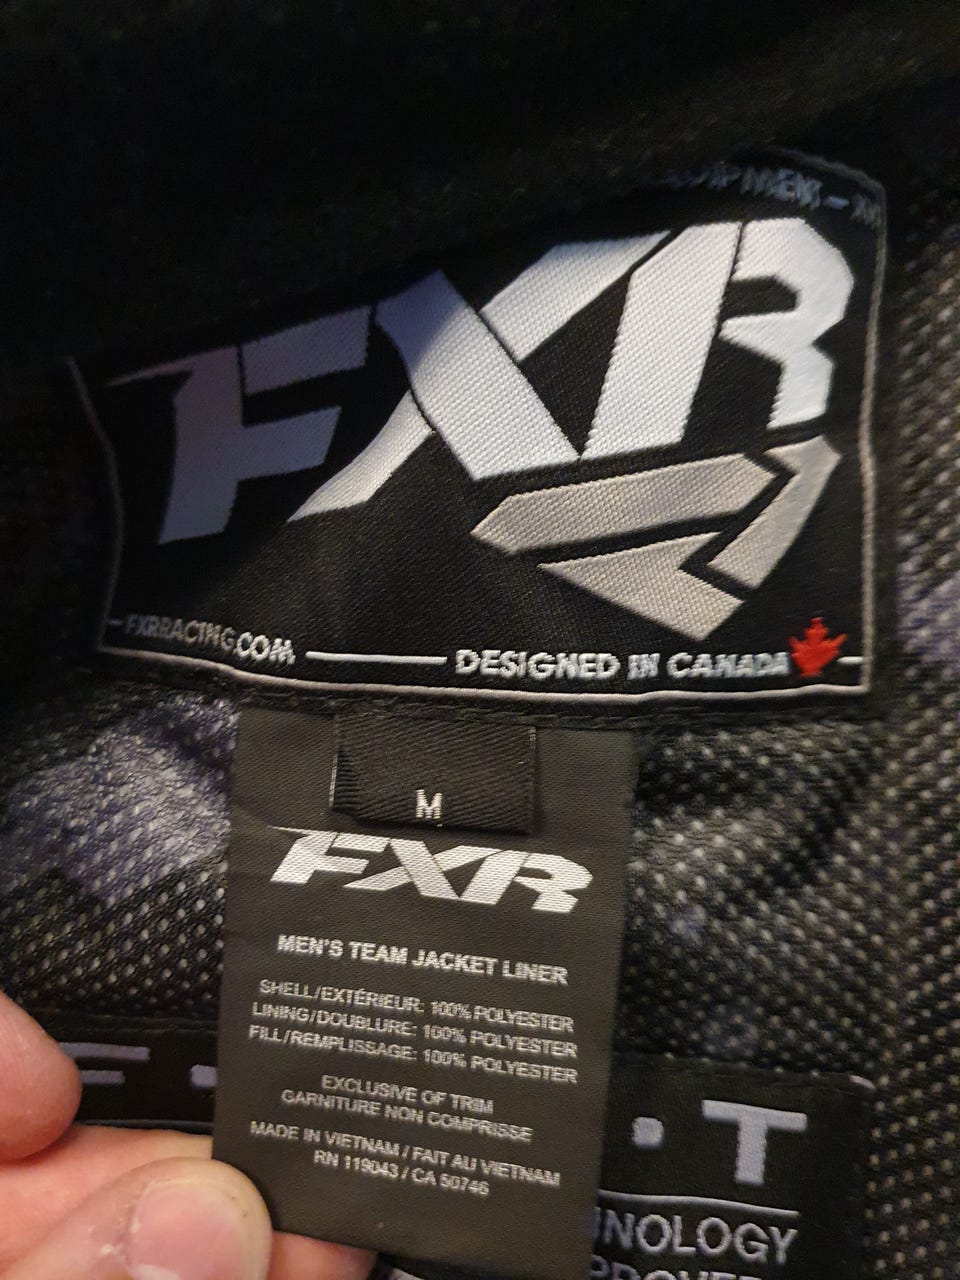 FXR
FXRRACING.COM DESIGNED IN CANADA
M
FXR
MEN'S TEAM JACKET LINER
SHELL/EXTÉRIEUR: 100% POLYESTER
LINING/DOUBLURE: 100% POLYESTER
FILL/REMPLISSAGE: 100% POLYESTER
EXCLUSIVE OF TRIM
GARNITURE NON COMPRISSE
MADE IN VIETNAM / FAIT AU VIETNAM
RN 119043 / CA 50746
T